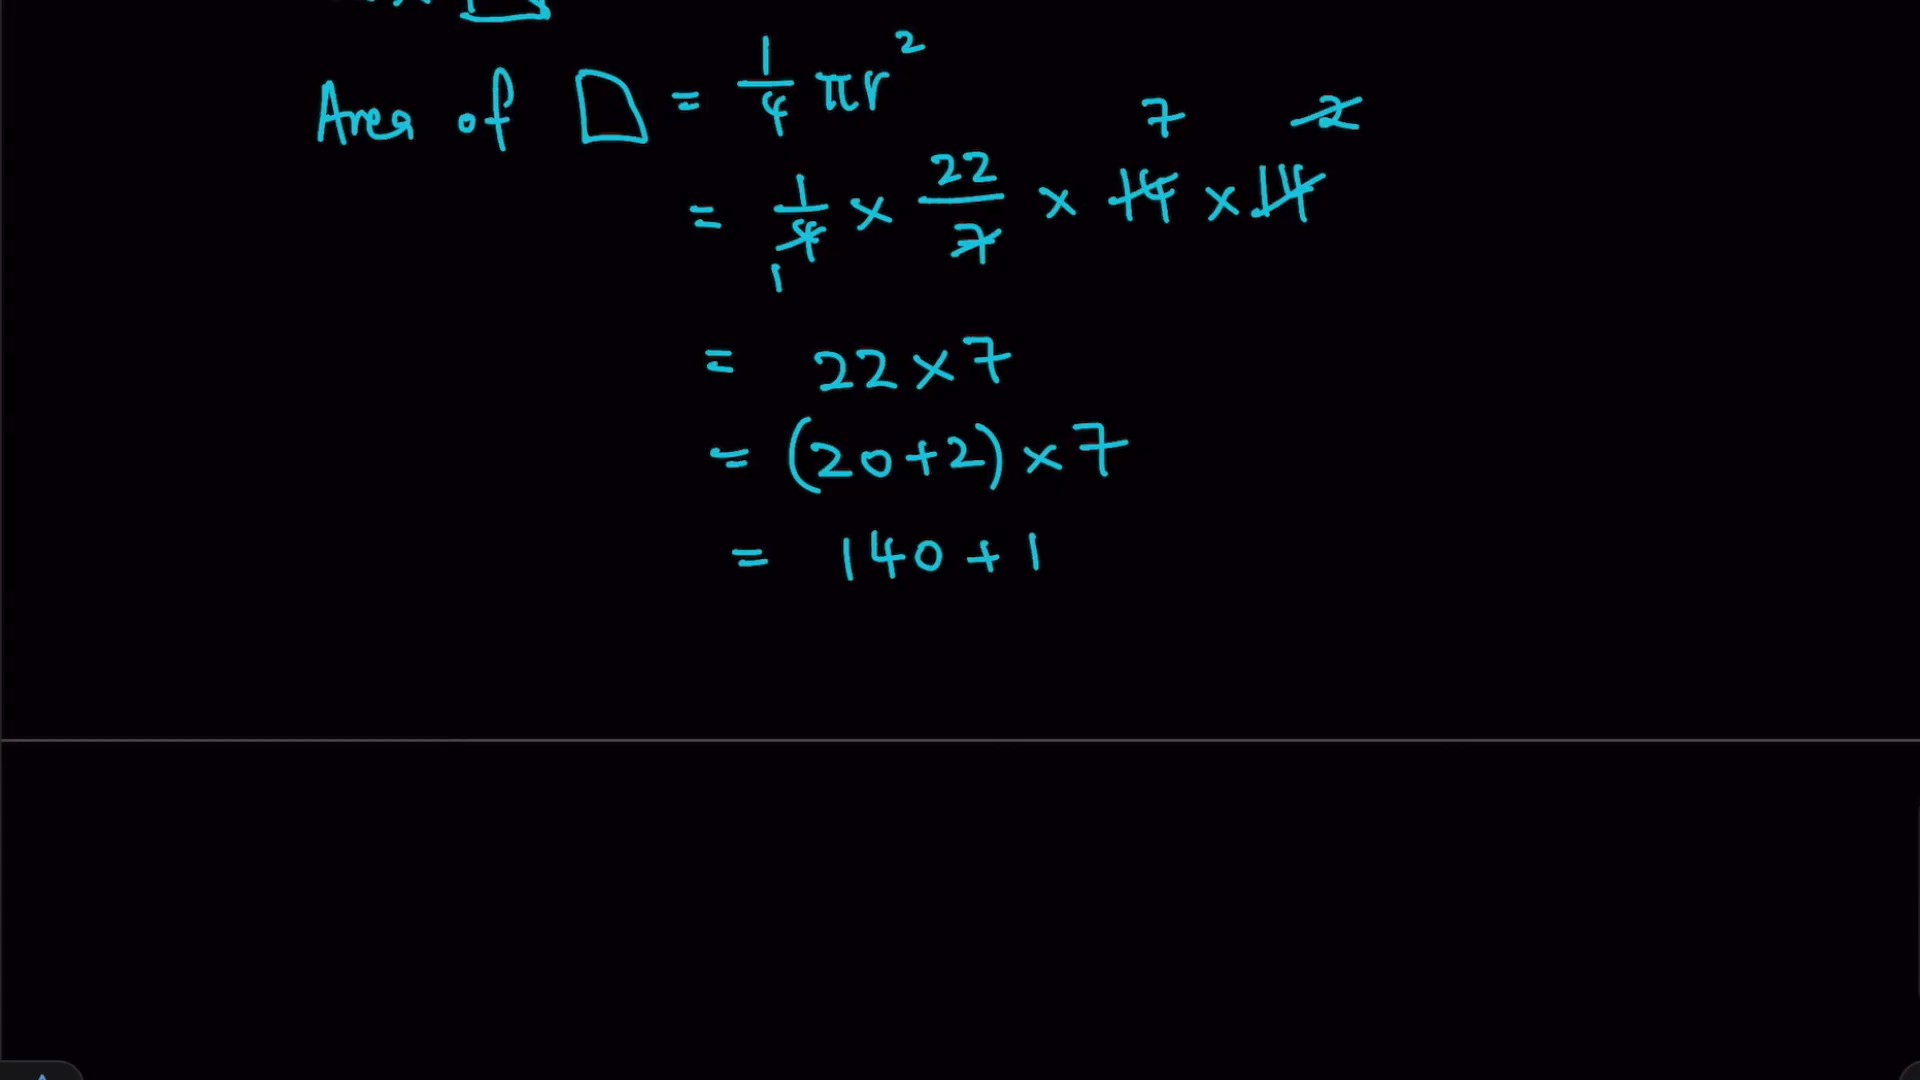 Area of = 1/4 πr²
7 2
= 1/4 × 22/7 × 14 × 14
1
= 22 × 7
= (20+2) × 7
= 140 + 1